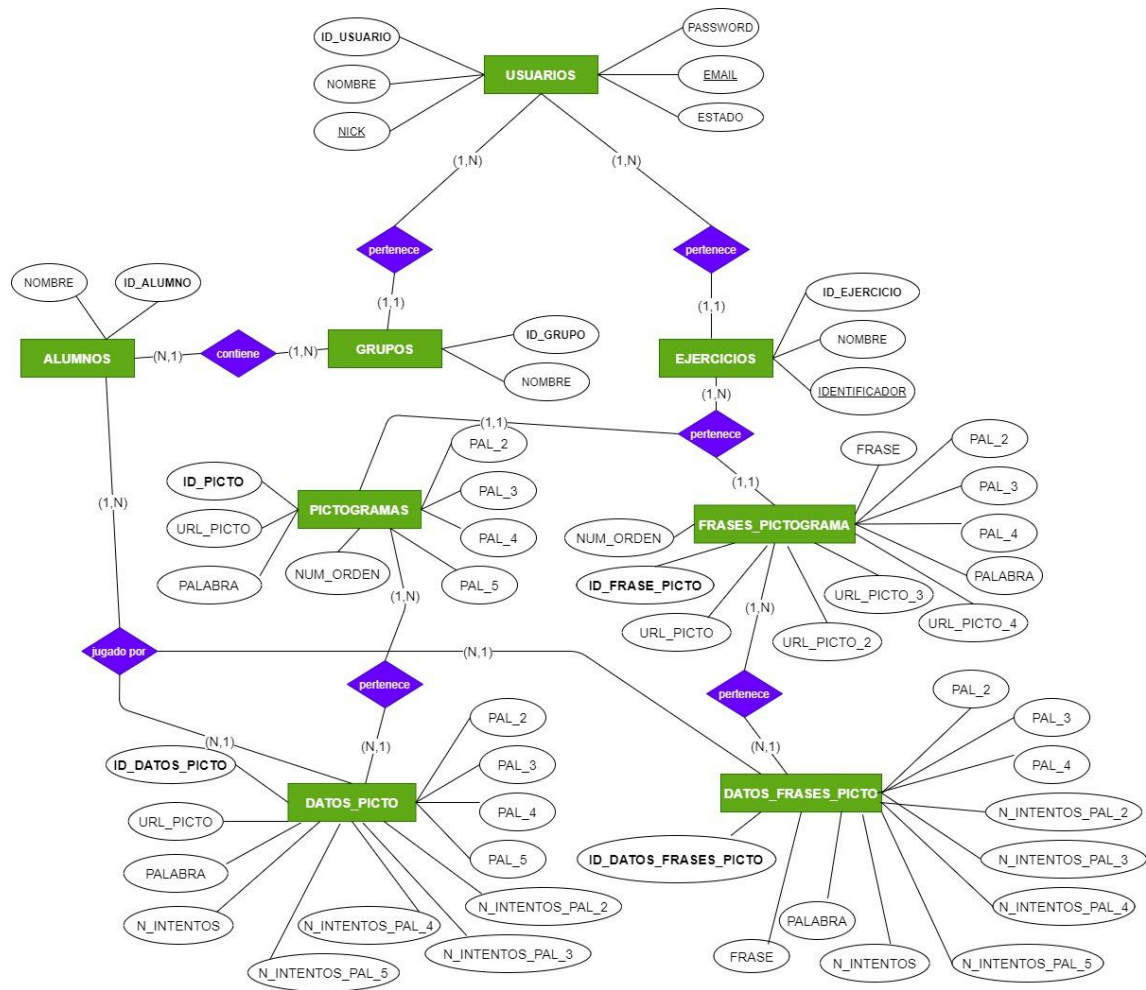 ID_USUARIO
PASSWORD
USUARIOS
NOMBRE
EMAIL
NICK
ESTADO
(1,N)
(1,N)
pertenece
pertenece
NOMBRE
ID_ALUMNO
(1,1)
(1,1)
ID_EJERCICIO
ALUMNOS
(N,1)
contiene
(1,N)
GRUPOS
ID_GRUPO
NOMBRE
EJERCICIOS
NOMBRE
IDENTIFICADOR
(1,N)
(1,1)
pertenece
PAL_2
FRASE
PAL_2
(1,1)
ID_PICTO
PAL_3
PAL_3
(1,N)
PICTOGRAMAS
URL_PICTO
FRASES_PICTOGRAMA
PAL_4
NUM_ORDEN
PAL_4
PALABRA
NUM_ORDEN
PAL_5
ID_FRASE_PICTO
PALABRA
URL_PICTO_3
(1,N)
(1,N)
URL_PICTO
URL_PICTO_2
URL_PICTO_4
jugado por
(N,1)
pertenece
pertenece
PAL_2
PAL_2
PAL_3
(N,1)
(N,1)
(N,1)
ID_DATOS_PICTO
PAL_3
PAL_4
DATOS_PICTO
PAL_4
DATOS_FRASES_PICTO
URL_PICTO
N_INTENTOS_PAL_2
PALABRA
PAL_5
ID_DATOS_FRASES_PICTO
N_INTENTOS_PAL_3
N_INTENTOS
N_INTENTOS_PAL_4
N_INTENTOS_PAL_2
PALABRA
N_INTENTOS_PAL_4
N_INTENTOS_PAL_5
N_INTENTOS_PAL_3
FRASE
N_INTENTOS
N_INTENTOS_PAL_5